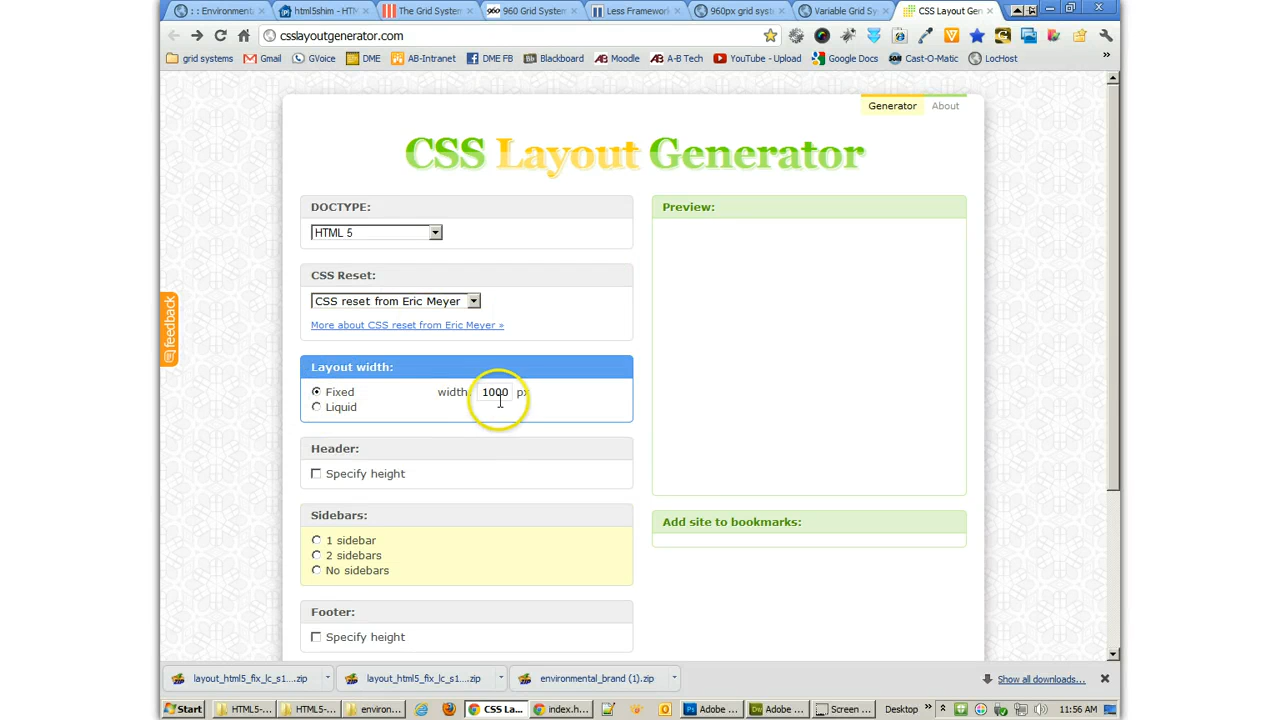 : : Environment
html5shim - HTM
The Grid System
960 Grid System
Less Framework
960px grid syst
Variable Grid Sy
CSS Layout Gen
csslayoutgenerator.com
grid systems
Gmail
GVoice
DME
AB-Intranet
DME FB
Blackboard
Moodle
A-B Tech
YouTube - Upload
Google Docs
Cast-O-Matic
LocHost
»
Generator
About
CSS Layout Generator
DOCTYPE:
HTML 5
CSS Reset:
CSS reset from Eric Meyer
More about CSS reset from Eric Meyer »
Layout width:
Fixed
width: 1000 px
Liquid
Header:
Specify height
Sidebars:
1 sidebar
2 sidebars
No sidebars
Footer:
Specify height
Preview:
Add site to bookmarks:
feedback
layout_html5_fix_lc_s1....zip
layout_html5_fix_lc_s1....zip
environmental_brand (1).zip
Show all downloads...
Start
HTML5-...
HTML5-...
environ...
CSS La...
index.h...
Adobe ...
Adobe ...
Screen ...
Desktop
»
11:56 AM